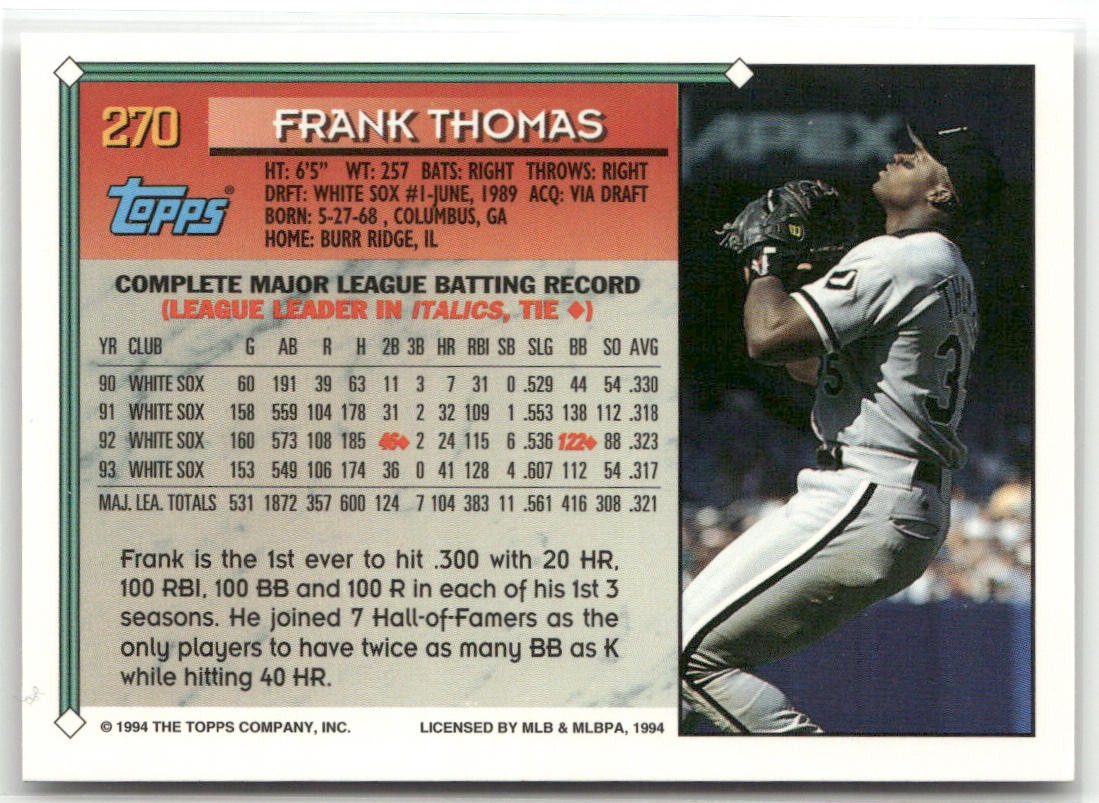 270
FRANK THOMAS
Topps®
HT: 6'5" WT: 257 BATS: RIGHT THROWS: RIGHT
DRFT: WHITE SOX #1-JUNE, 1989 ACQ: VIA DRAFT
BORN: 5-27-68 , COLUMBUS, GA
HOME: BURR RIDGE, IL
COMPLETE MAJOR LEAGUE BATTING RECORD
(LEAGUE LEADER IN ITALICS, TIE ♦)
YR CLUB G AB R H 2B 3B HR RBI SB SLG BB SO AVG
90 WHITE SOX 60 191 39 63 11 3 7 31 0 .529 44 54 .330
91 WHITE SOX 158 559 104 178 31 2 32 109 1 .553 138 112 .318
92 WHITE SOX 160 573 108 185 46♦ 2 24 115 6 .536 122♦ 88 .323
93 WHITE SOX 153 549 106 174 36 0 41 128 4 .607 112 54 .317
MAJ. LEA. TOTALS 531 1872 357 600 124 7 104 383 11 .561 416 308 .321
Frank is the 1st ever to hit .300 with 20 HR,
100 RBI, 100 BB and 100 R in each of his 1st 3
seasons. He joined 7 Hall-of-Famers as the
only players to have twice as many BB as K
while hitting 40 HR.
© 1994 THE TOPPS COMPANY, INC.
LICENSED BY MLB & MLBPA, 1994
APEX